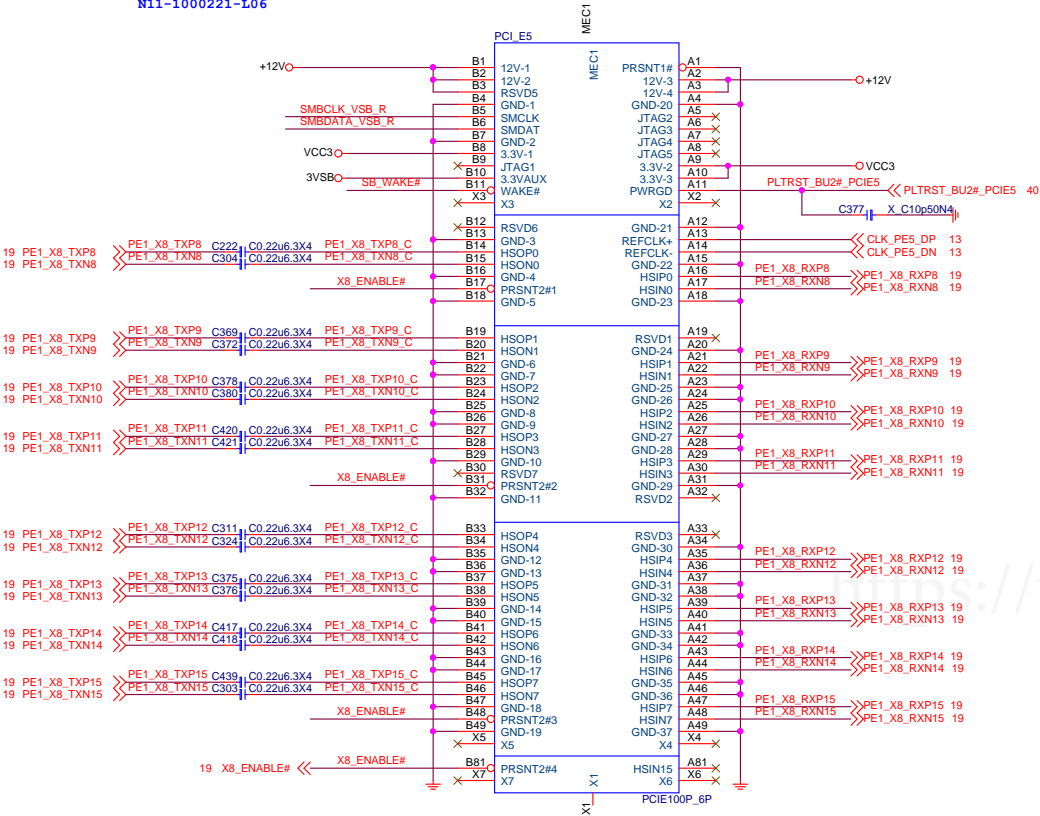 N11-1000221-L06
MEC1
PCI_E5
MEC1
+12V B1 12V-1 PRSNT1# A1
B2 12V-2 12V-3 A2 +12V
B3 RSVD5 12V-4 A3
B4 GND-1 GND-20 A4
SMBCLK_VSB_R B5 SMCLK JTAG2 A5
SMBDATA_VSB_R B6 SMDAT JTAG3 A6
B7 GND-2 JTAG4 A7
VCC3 B8 3.3V-1 JTAG5 A8
B9 JTAG1 3.3V-2 A9 VCC3
3VSB B10 3.3VAUX 3.3V-3 A10
SB_WAKE# B11 WAKE# PWRGD A11 PLTRST_BU2#_PCIE5 PLTRST_BU2#_PCIE5 40
X3 X3 X2 X2
C377 X_C10p50N4
B12 RSVD6 GND-21 A12
B13 GND-3 REFCLK+ A13 CLK_PE5_DP 13
19 PE1_X8_TXP8 PE1_X8_TXP8 C222 C0.22u6.3X4 PE1_X8_TXP8_C B14 HSOP0 REFCLK- A14 CLK_PE5_DN 13
19 PE1_X8_TXN8 PE1_X8_TXN8 C304 C0.22u6.3X4 PE1_X8_TXN8_C B15 HSON0 GND-22 A15
B16 GND-4 HSIP0 A16 PE1_X8_RXP8 PE1_X8_RXP8 19
X8_ENABLE# B17 PRSNT2#1 HSIN0 A17 PE1_X8_RXN8 PE1_X8_RXN8 19
B18 GND-5 GND-23 A18
19 PE1_X8_TXP9 PE1_X8_TXP9 C369 C0.22u6.3X4 PE1_X8_TXP9_C B19 HSOP1 RSVD1 A19
19 PE1_X8_TXN9 PE1_X8_TXN9 C372 C0.22u6.3X4 PE1_X8_TXN9_C B20 HSON1 GND-24 A20
B21 GND-6 HSIP1 A21 PE1_X8_RXP9 PE1_X8_RXP9 19
B22 GND-7 HSIN1 A22 PE1_X8_RXN9 PE1_X8_RXN9 19
19 PE1_X8_TXP10 PE1_X8_TXP10 C378 C0.22u6.3X4 PE1_X8_TXP10_C B23 HSOP2 GND-25 A23
19 PE1_X8_TXN10 PE1_X8_TXN10 C380 C0.22u6.3X4 PE1_X8_TXN10_C B24 HSON2 GND-26 A24
B25 GND-8 HSIP2 A25 PE1_X8_RXP10 PE1_X8_RXP10 19
B26 GND-9 HSIN2 A26 PE1_X8_RXN10 PE1_X8_RXN10 19
19 PE1_X8_TXP11 PE1_X8_TXP11 C420 C0.22u6.3X4 PE1_X8_TXP11_C B27 HSOP3 GND-27 A27
19 PE1_X8_TXN11 PE1_X8_TXN11 C421 C0.22u6.3X4 PE1_X8_TXN11_C B28 HSON3 GND-28 A28
B29 GND-10 HSIP3 A29 PE1_X8_RXP11 PE1_X8_RXP11 19
B30 RSVD7 HSIN3 A30 PE1_X8_RXN11 PE1_X8_RXN11 19
X8_ENABLE# B31 PRSNT2#2 GND-29 A31
B32 GND-11 RSVD2 A32
19 PE1_X8_TXP12 PE1_X8_TXP12 C311 C0.22u6.3X4 PE1_X8_TXP12_C B33 HSOP4 RSVD3 A33
19 PE1_X8_TXN12 PE1_X8_TXN12 C324 C0.22u6.3X4 PE1_X8_TXN12_C B34 HSON4 GND-30 A34
B35 GND-12 HSIP4 A35 PE1_X8_RXP12 PE1_X8_RXP12 19
B36 GND-13 HSIN4 A36 PE1_X8_RXN12 PE1_X8_RXN12 19
19 PE1_X8_TXP13 PE1_X8_TXP13 C375 C0.22u6.3X4 PE1_X8_TXP13_C B37 HSOP5 GND-31 A37
19 PE1_X8_TXN13 PE1_X8_TXN13 C376 C0.22u6.3X4 PE1_X8_TXN13_C B38 HSON5 GND-32 A38
https://
B39 GND-14 HSIP5 A39 PE1_X8_RXP13 PE1_X8_RXP13 19
B40 GND-15 HSIN5 A40 PE1_X8_RXN13 PE1_X8_RXN13 19
19 PE1_X8_TXP14 PE1_X8_TXP14 C417 C0.22u6.3X4 PE1_X8_TXP14_C B41 HSOP6 GND-33 A41
19 PE1_X8_TXN14 PE1_X8_TXN14 C418 C0.22u6.3X4 PE1_X8_TXN14_C B42 HSON6 GND-34 A42
B43 GND-16 HSIP6 A43 PE1_X8_RXP14 PE1_X8_RXP14 19
B44 GND-17 HSIN6 A44 PE1_X8_RXN14 PE1_X8_RXN14 19
19 PE1_X8_TXP15 PE1_X8_TXP15 C439 C0.22u6.3X4 PE1_X8_TXP15_C B45 HSOP7 GND-35 A45
19 PE1_X8_TXN15 PE1_X8_TXN15 C303 C0.22u6.3X4 PE1_X8_TXN15_C B46 HSON7 GND-36 A46
B47 GND-18 HSIP7 A47 PE1_X8_RXP15 PE1_X8_RXP15 19
X8_ENABLE# B48 PRSNT2#3 HSIN7 A48 PE1_X8_RXN15 PE1_X8_RXN15 19
B49 GND-19 GND-37 A49
X5 X5 X4 X4
19 X8_ENABLE# X8_ENABLE# B81 PRSNT2#4 HSIN15 A81
X7 X7 X1 X6 X6
X1 PCIE100P_6P